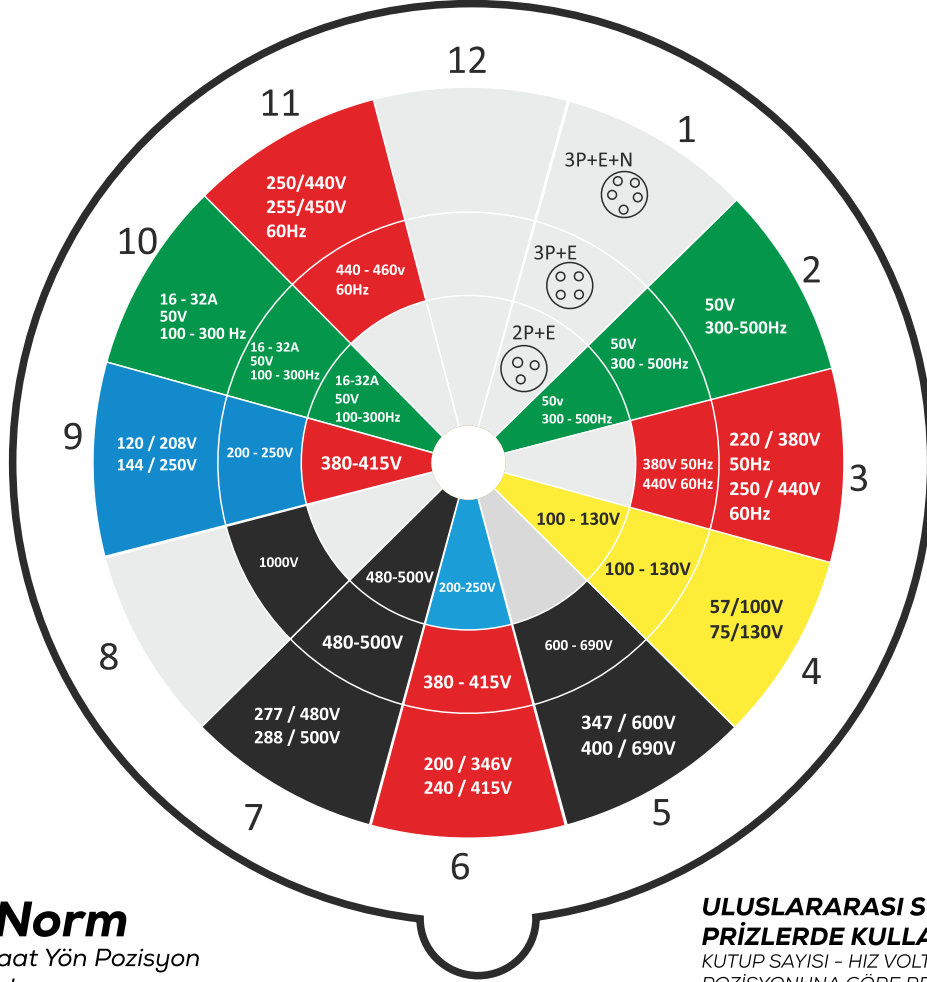 12
1
3P+E+N
3P+E
2P+E
2
50V
300-500Hz
50V
300 - 500Hz
50v
300 - 500Hz
3
220 / 380V
50Hz
250 / 440V
60Hz
380V 50Hz
440V 60Hz
4
57/100V
75/130V
100 - 130V
100 - 130V
5
347 / 600V
400 / 690V
600 - 690V
6
200 / 346V
240 / 415V
380 - 415V
200-250V
7
277 / 480V
288 / 500V
480-500V
480-500V
8
1000V
9
120 / 208V
144 / 250V
200 - 250V
380-415V
10
16 - 32A
50V
100 - 300 Hz
16 - 32A
50V
100 - 300Hz
16-32A
50V
100-300Hz
11
250/440V
255/450V
60Hz
440 - 460v
60Hz
Norm
aat Yön Pozisyon
ULUSLARARASI S
PRİZLERDE KULLA
KUTUP SAYISI - HIZ VOLT